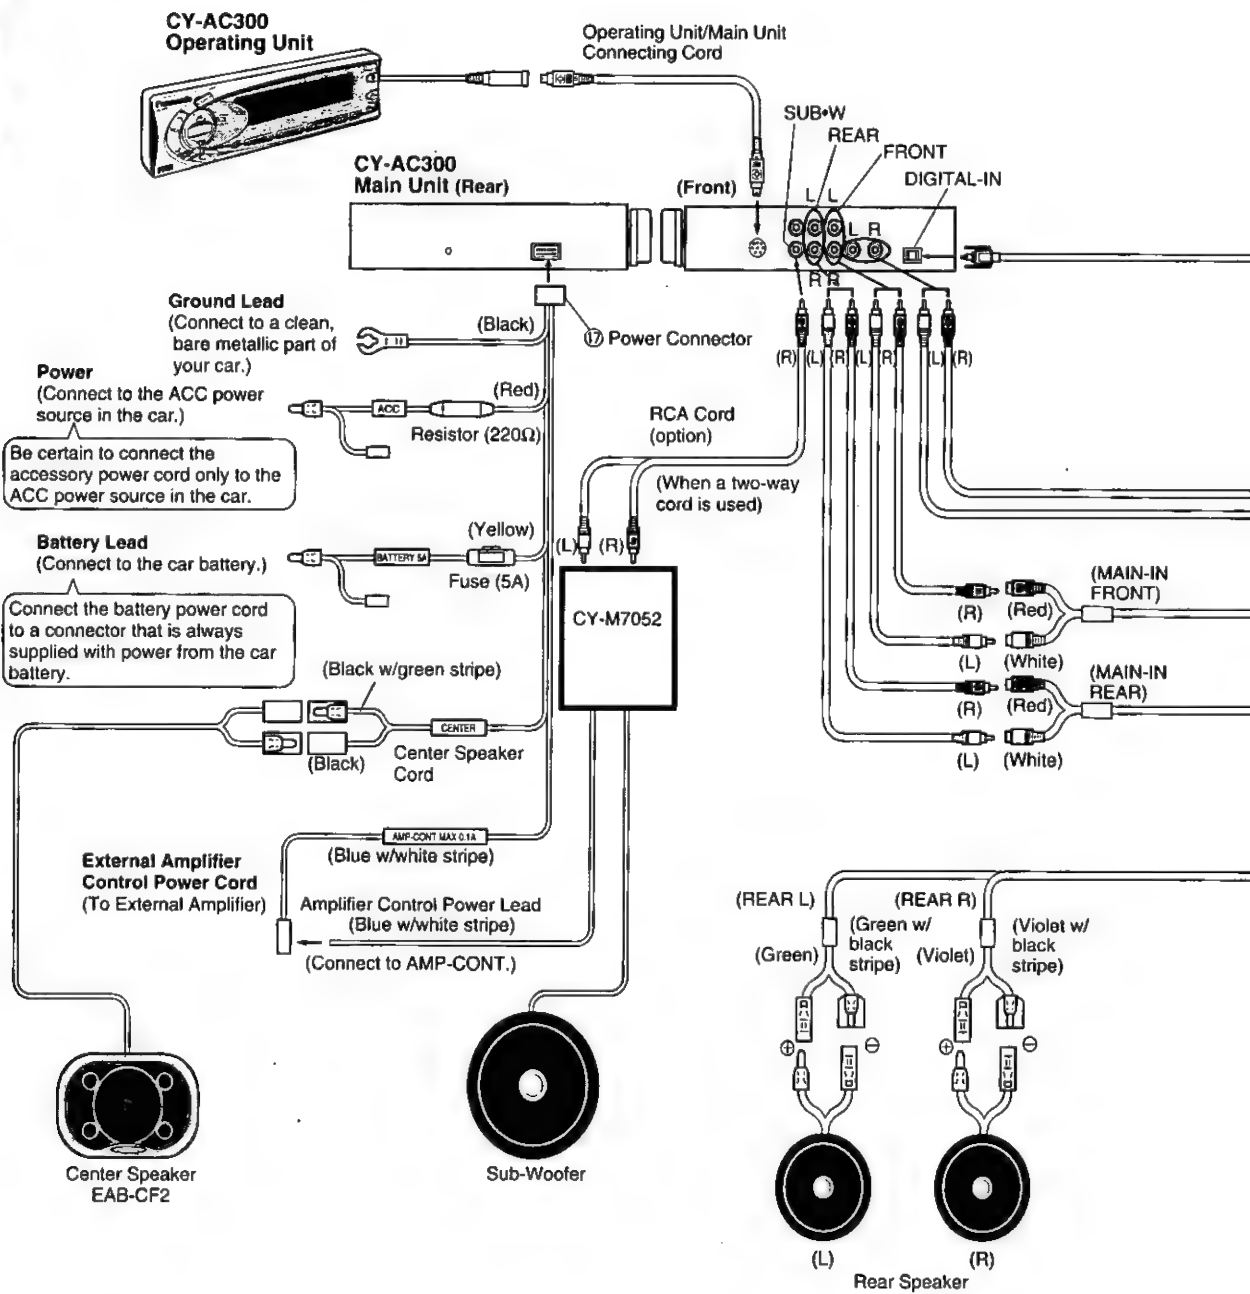 CY-AC300
Operating Unit
Operating Unit/Main Unit
Connecting Cord
SUB•W
REAR
FRONT
DIGITAL-IN
CY-AC300
Main Unit (Rear)
(Front)
L L
L R
R R
Ground Lead
(Connect to a clean,
bare metallic part of
your car.)
(Black)
⑰ Power Connector
(R) (L) (R) (L) (R) (L) (R)
Power
(Connect to the ACC power
source in the car.)
(Red)
ACC
Resistor (220Ω)
RCA Cord
(option)
Be certain to connect the
accessory power cord only to the
ACC power source in the car.
(When a two-way
cord is used)
Battery Lead
(Connect to the car battery.)
(Yellow)
BATTERY 5A
Fuse (5A)
(L) (R)
Connect the battery power cord
to a connector that is always
supplied with power from the car
battery.
CY-M7052
(MAIN-IN
FRONT)
(R) (Red)
(L) (White)
(MAIN-IN
REAR)
(R) (Red)
(L) (White)
(Black w/green stripe)
CENTER
(Black)
Center Speaker
Cord
AMP-CONT MAX 0.1A
(Blue w/white stripe)
External Amplifier
Control Power Cord
(To External Amplifier)
Amplifier Control Power Lead
(Blue w/white stripe)
(Connect to AMP-CONT.)
(REAR L)
(Green)
(Green w/
black
stripe)
(REAR R)
(Violet)
(Violet w/
black
stripe)
⊕ ⊖ ⊕ ⊖
Center Speaker
EAB-CF2
Sub-Woofer
(L) (R)
Rear Speaker